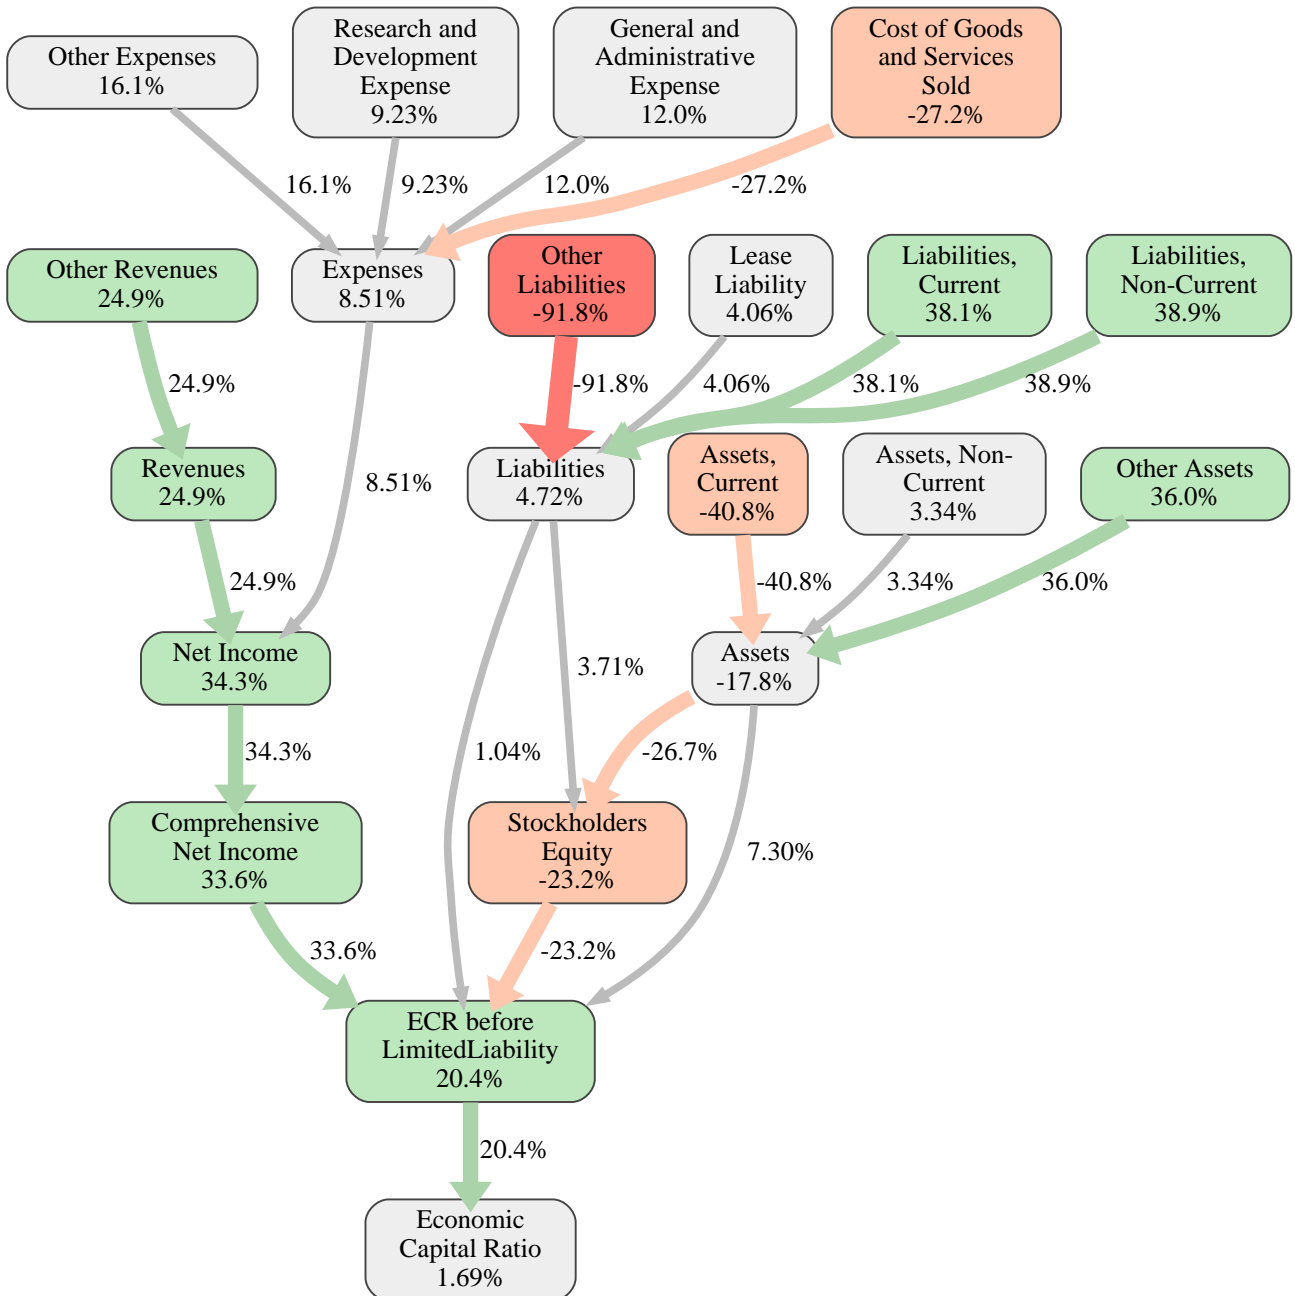 Other Expenses
16.1%
Research and
Development
Expense
9.23%
General and
Administrative
Expense
12.0%
Cost of Goods
and Services
Sold
-27.2%
16.1%
9.23%
12.0%
-27.2%
Other Revenues
24.9%
Expenses
8.51%
Other
Liabilities
-91.8%
Lease
Liability
4.06%
Liabilities,
Current
38.1%
Liabilities,
Non-Current
38.9%
24.9%
-91.8%
4.06%
38.1%
38.9%
Revenues
24.9%
8.51%
Liabilities
4.72%
Assets,
Current
-40.8%
Assets, Non-
Current
3.34%
Other Assets
36.0%
24.9%
-40.8%
3.34%
36.0%
Net Income
34.3%
3.71%
Assets
-17.8%
34.3%
1.04%
-26.7%
Comprehensive
Net Income
33.6%
Stockholders
Equity
-23.2%
7.30%
33.6%
-23.2%
ECR before
LimitedLiability
20.4%
20.4%
Economic
Capital Ratio
1.69%